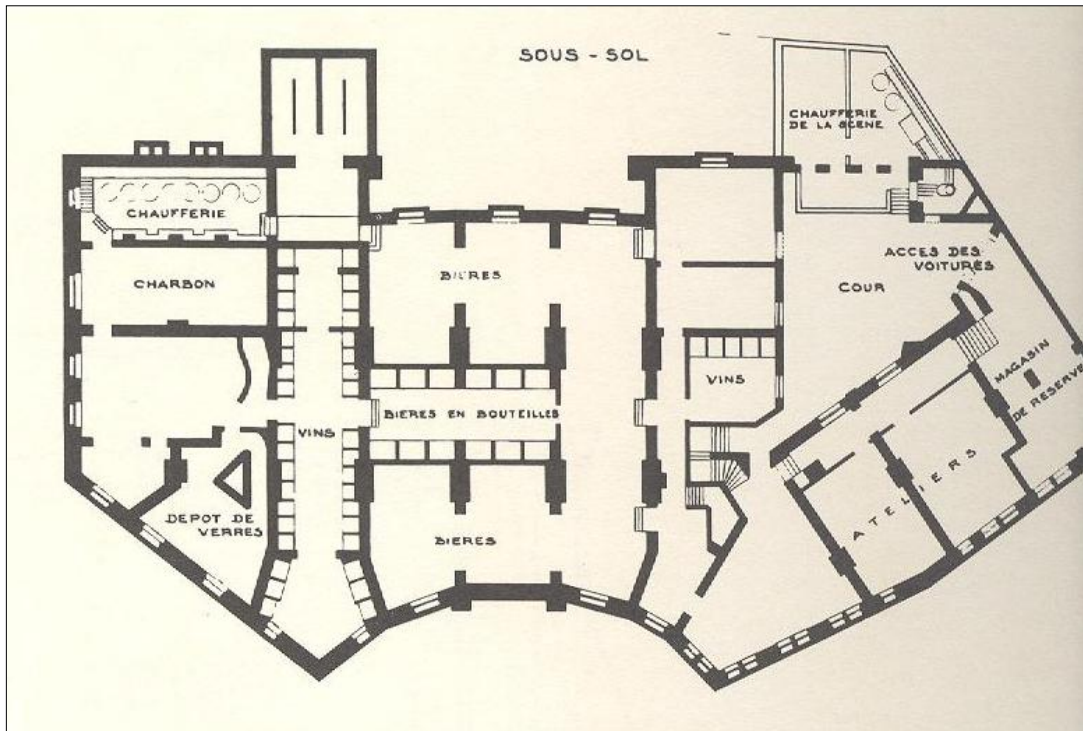 SOUS - SOL
CHAUFFERIE
DE LA SCENE
CHAUFFERIE
ACCES DES
VOITURES
BIÈRES
CHARBON
COUR
MAGASIN
DE RESERVE
VINS
BIERES EN BOUTEILLES
VINS
ATELIERS
DEPOT DE
VERRES
BIERES